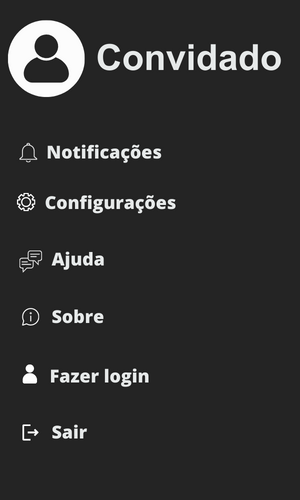 Convidado
Notificações
Configurações
Ajuda
Sobre
Fazer login
Sair